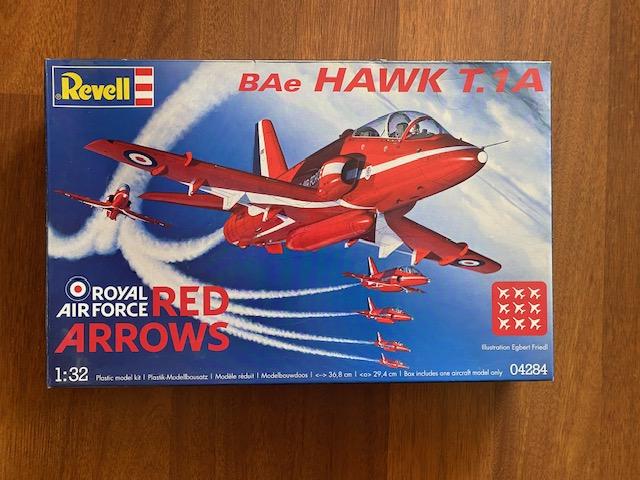 Revell
BAe HAWK T.1A
ROYAL
AIR FORCE
RED
ARROWS
Illustration Egbert Friedl
1:32
Plastic model kit | Plastik-Modellbausatz | Modèle réduit | Modelbouwdoos | <--> 36,8 cm | <o> 29,4 cm | Box includes one aircraft model only
04284